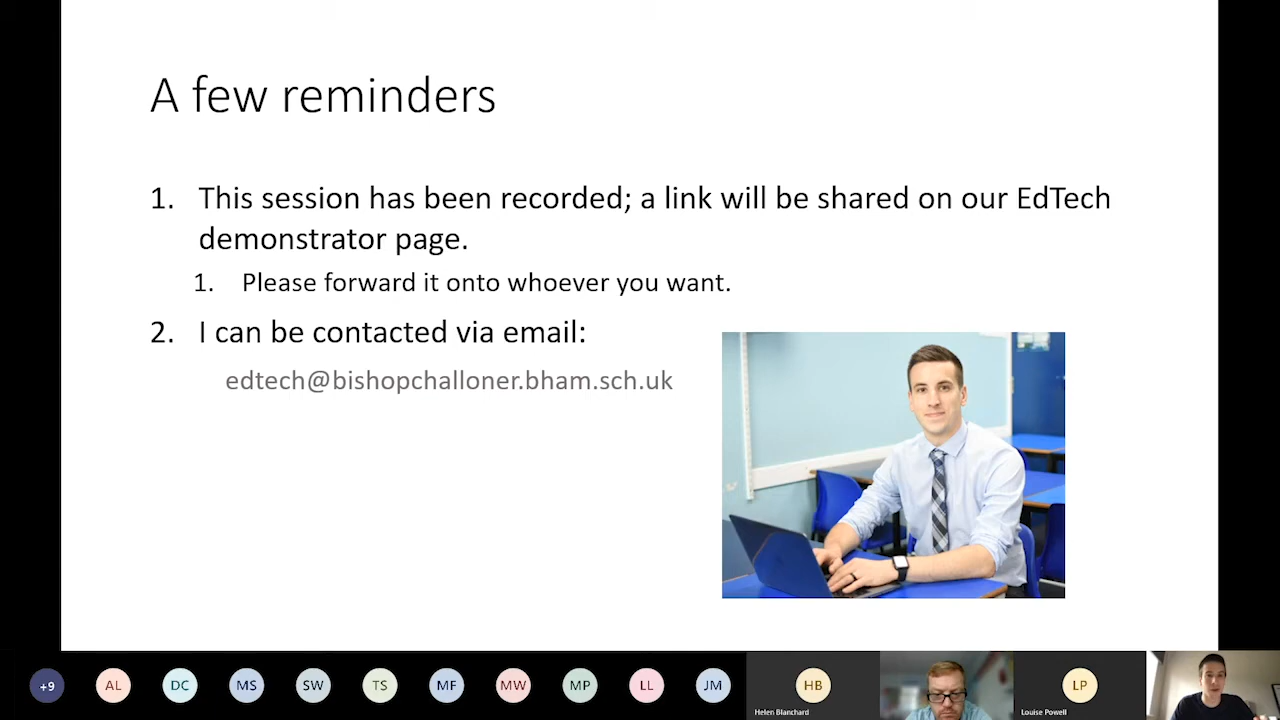 A few reminders
1. This session has been recorded; a link will be shared on our EdTech
demonstrator page.
1. Please forward it onto whoever you want.
2. I can be contacted via email:
edtech@bishopchalloner.bham.sch.uk
+9 AL DC MS SW TS MF MW MP LL JM HB LP
Helen Blanchard Louise Powell